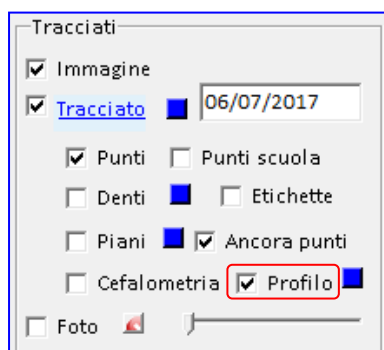 Tracciati
Immagine
Tracciato 06/07/2017
Punti Punti scuola
Denti Etichette
Piani Ancora punti
Cefalometria Profilo
Foto